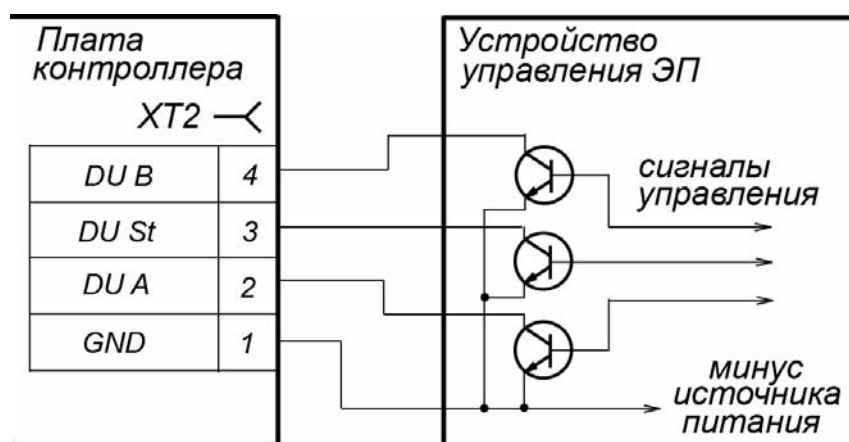 Плата
контроллера
XT2
DU B 4
DU St 3
DU A 2
GND 1
Устройство
управления ЭП
сигналы
управления
минус
источника
питания